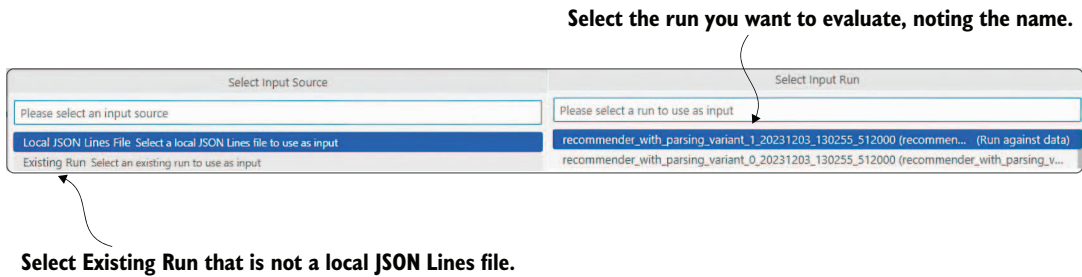 Select the run you want to evaluate, noting the name.
Select Input Source
Select Input Run
Please select an input source
Please select a run to use as input
Local JSON Lines File Select a local JSON Lines file to use as input
recommender_with_parsing_variant_1_20231203_130255_512000 (recommen... (Run against data)
Existing Run Select an existing run to use as input
recommender_with_parsing_variant_0_20231203_130255_512000 (recommender_with_parsing_v...
Select Existing Run that is not a local JSON Lines file.